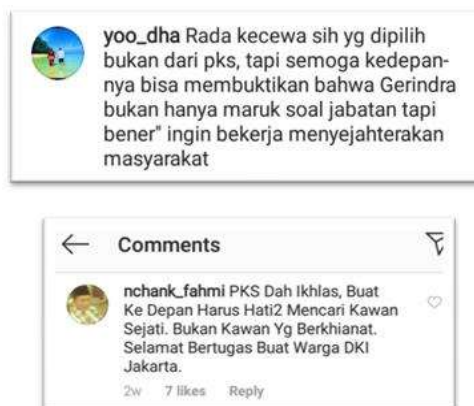 yoo_dha Rada kecewa sih yg dipilih
bukan dari pks, tapi semoga kedepan-
nya bisa membuktikan bahwa Gerindra
bukan hanya maruk soal jabatan tapi
bener" ingin bekerja menyejahterakan
masyarakat
Comments
nchank_fahmi PKS Dah Ikhlas, Buat
Ke Depan Harus Hati2 Mencari Kawan
Sejati. Bukan Kawan Yg Berkhianat.
Selamat Bertugas Buat Warga DKI
Jakarta.
2w 7 likes Reply